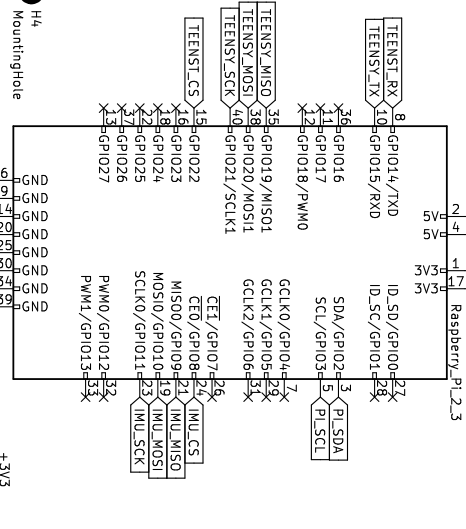 H4
MountingHole
TEENST_CS
TEENSY_SCK
TEENSY_MOSI
TEENSY_MISO
TEENSY_TX
TEENST_RX
13
37
22
18
16
15
40
38
35
12
11
36
10
8
GPIO27
GPIO26
GPIO25
GPIO24
GPIO23
GPIO22
GPIO21/SCLK1
GPIO20/MOSI1
GPIO19/MISO1
GPIO18/PWM0
GPIO17
GPIO16
GPIO15/RXD
GPIO14/TXD
6 GND
9 GND
14 GND
20 GND
25 GND
30 GND
34 GND
39 GND
5V 2
5V 4
3V3 1
3V3 17
PWM1/GPIO13
PWM0/GPIO12
SCLK0/GPIO11
MOSI0/GPIO10
MISO0/GPIO9
CE0/GPIO8
CE1/GPIO7
GCLK2/GPIO6
GCLK1/GPIO5
GCLK0/GPIO4
SCL/GPIO3
SDA/GPIO2
ID_SC/GPIO1
ID_SD/GPIO0
33
32
23
19
21
24
26
31
29
7
5
3
28
27
IMU_SCK
IMU_MOSI
IMU_MISO
IMU_CS
PI_SCL
PI_SDA
Raspberry_Pi_2_3
+3V3